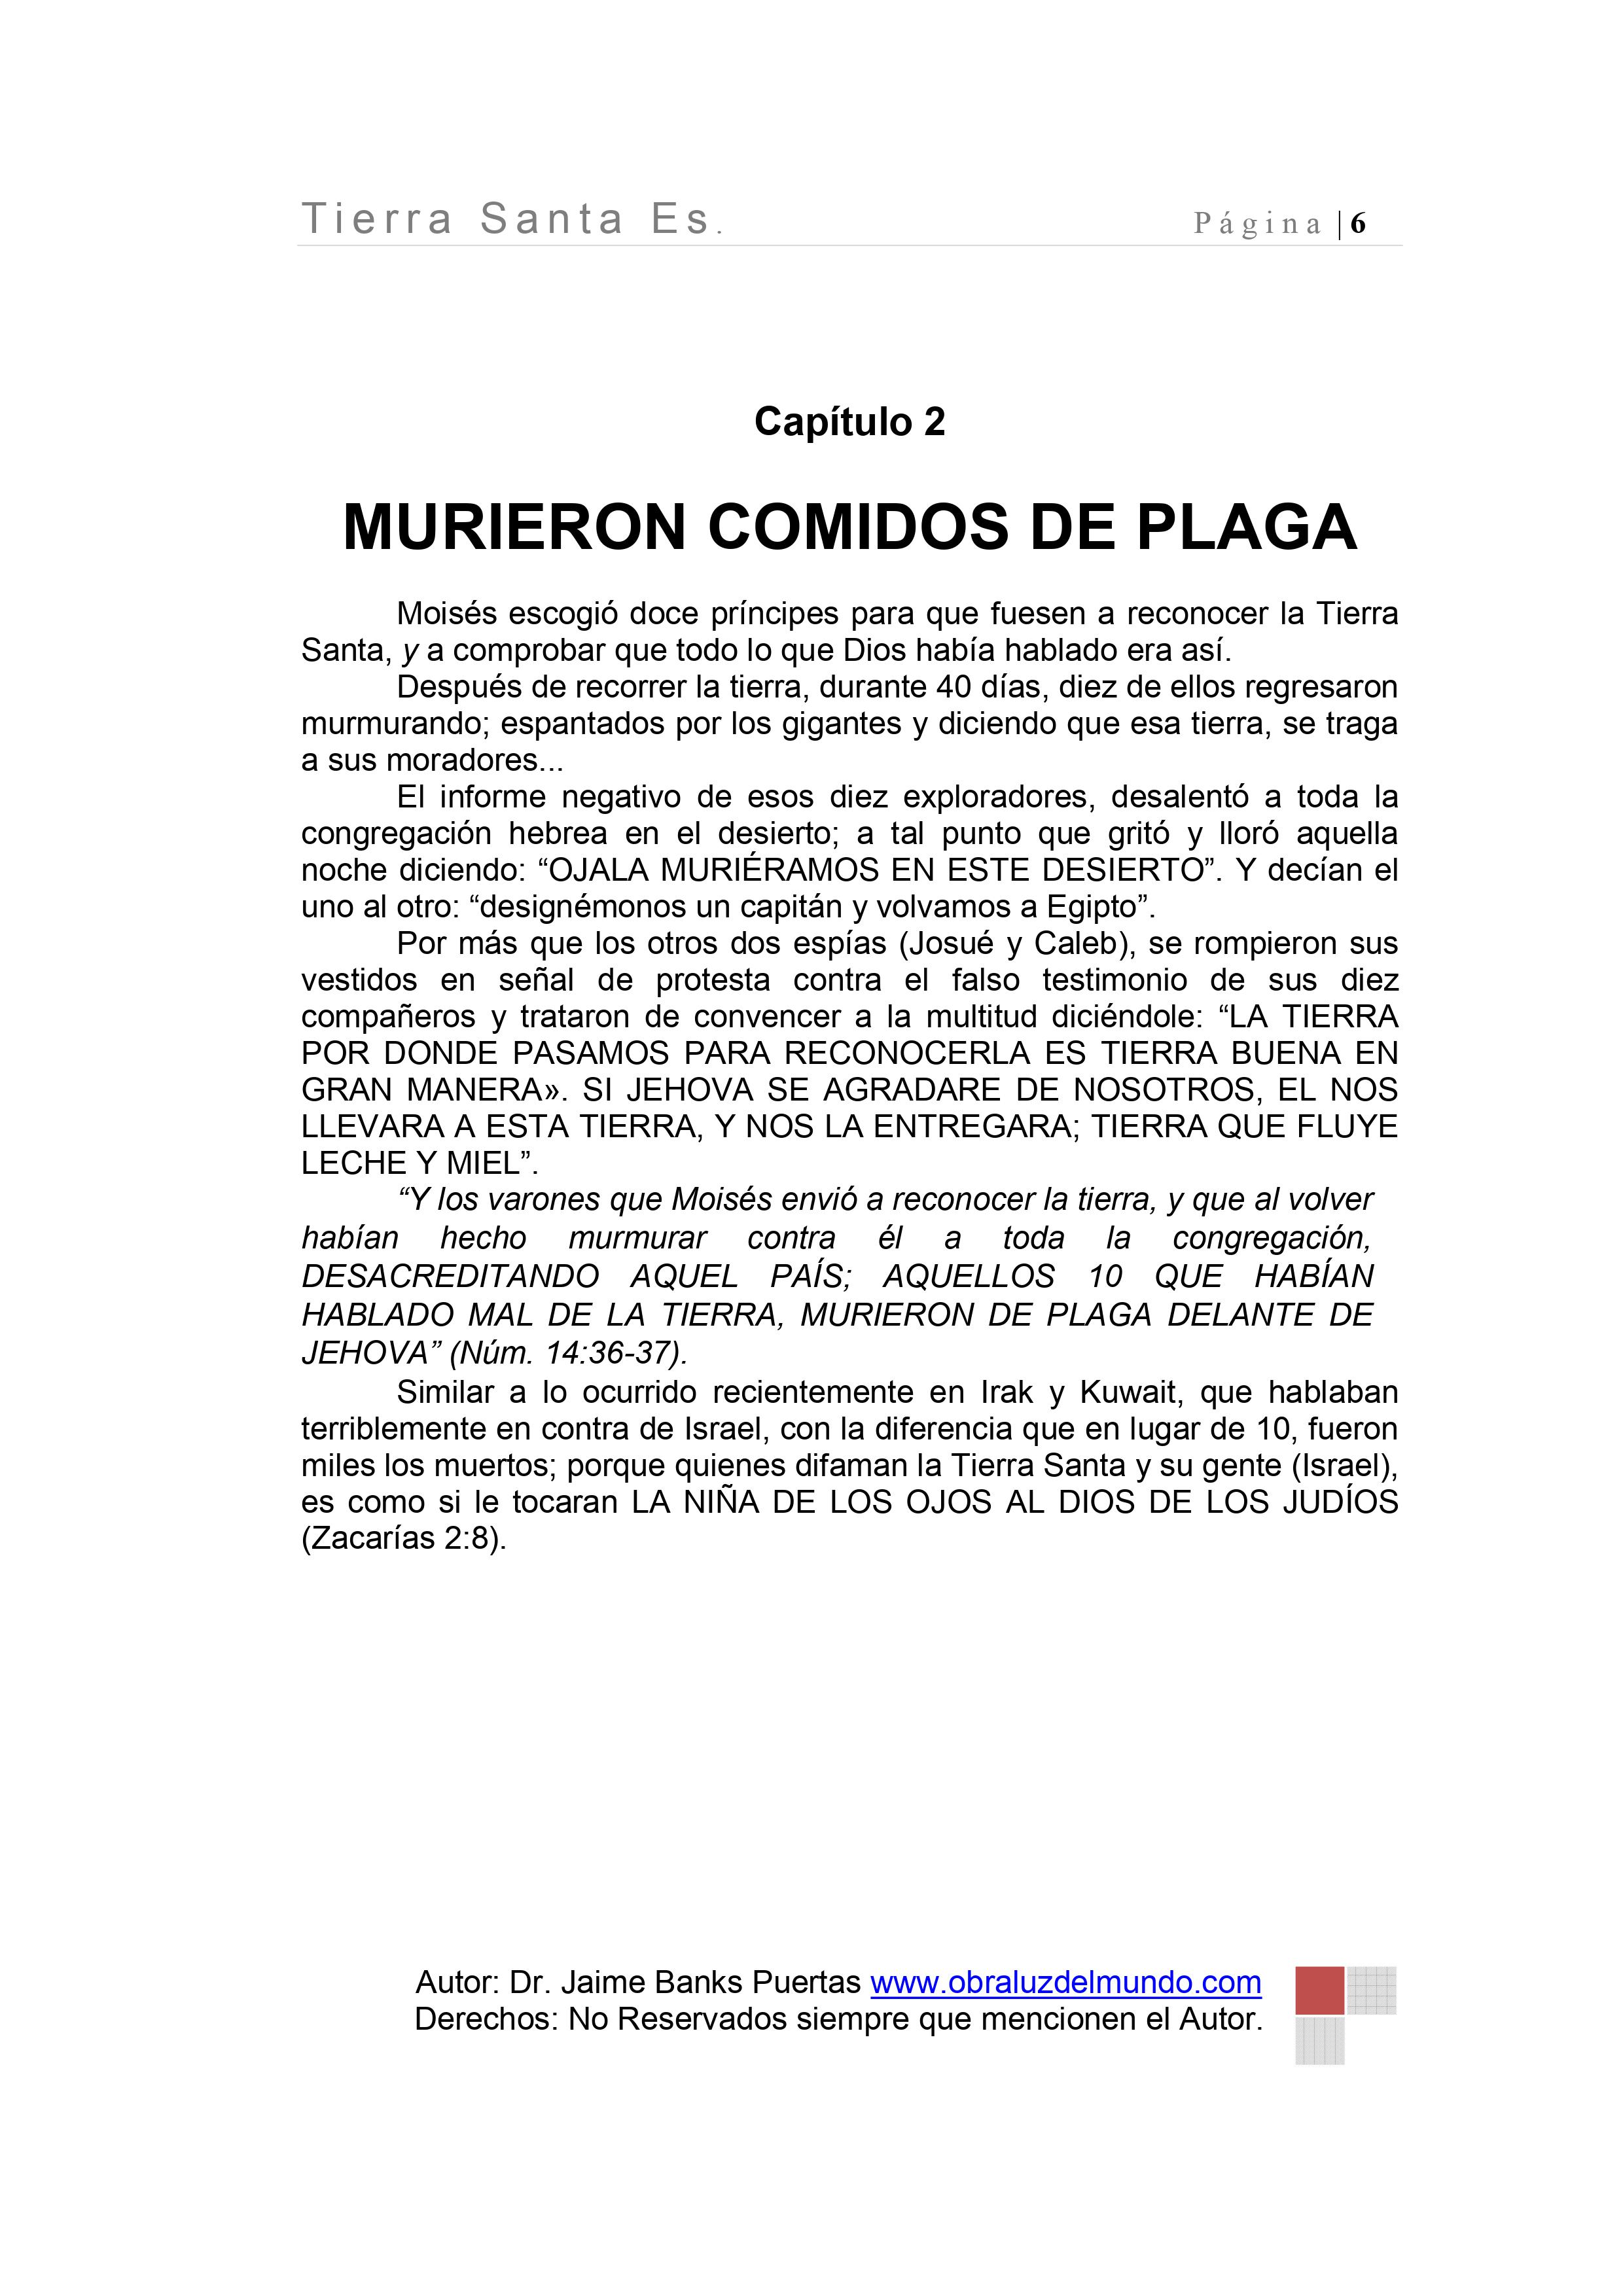 Tierra Santa Es.
Página | 6
Capítulo 2
MURIERON COMIDOS DE PLAGA
Moisés escogió doce príncipes para que fuesen a reconocer la Tierra
Santa, y a comprobar que todo lo que Dios había hablado era así.
Después de recorrer la tierra, durante 40 días, diez de ellos regresaron
murmurando; espantados por los gigantes y diciendo que esa tierra, se traga
a sus moradores...
El informe negativo de esos diez exploradores, desalentó a toda la
congregación hebrea en el desierto; a tal punto que gritó y lloró aquella
noche diciendo: “OJALA MURIÉRAMOS EN ESTE DESIERTO”. Y decían el
uno al otro: “designémonos un capitán y volvamos a Egipto”.
Por más que los otros dos espías (Josué y Caleb), se rompieron sus
vestidos en señal de protesta contra el falso testimonio de sus diez
compañeros y trataron de convencer a la multitud diciéndole: “LA TIERRA
POR DONDE PASAMOS PARA RECONOCERLA ES TIERRA BUENA EN
GRAN MANERA». SI JEHOVA SE AGRADARE DE NOSOTROS, EL NOS
LLEVARA A ESTA TIERRA, Y NOS LA ENTREGARA; TIERRA QUE FLUYE
LECHE Y MIEL”.
“Y los varones que Moisés envió a reconocer la tierra, y que al volver
habían hecho murmurar contra él a toda la congregación,
DESACREDITANDO AQUEL PAÍS; AQUELLOS 10 QUE HABÍAN
HABLADO MAL DE LA TIERRA, MURIERON DE PLAGA DELANTE DE
JEHOVA” (Núm. 14:36-37).
Similar a lo ocurrido recientemente en Irak y Kuwait, que hablaban
terriblemente en contra de Israel, con la diferencia que en lugar de 10, fueron
miles los muertos; porque quienes difaman la Tierra Santa y su gente (Israel),
es como si le tocaran LA NIÑA DE LOS OJOS AL DIOS DE LOS JUDÍOS
(Zacarías 2:8).
Autor: Dr. Jaime Banks Puertas www.obraluzdelmundo.com
Derechos: No Reservados siempre que mencionen el Autor.